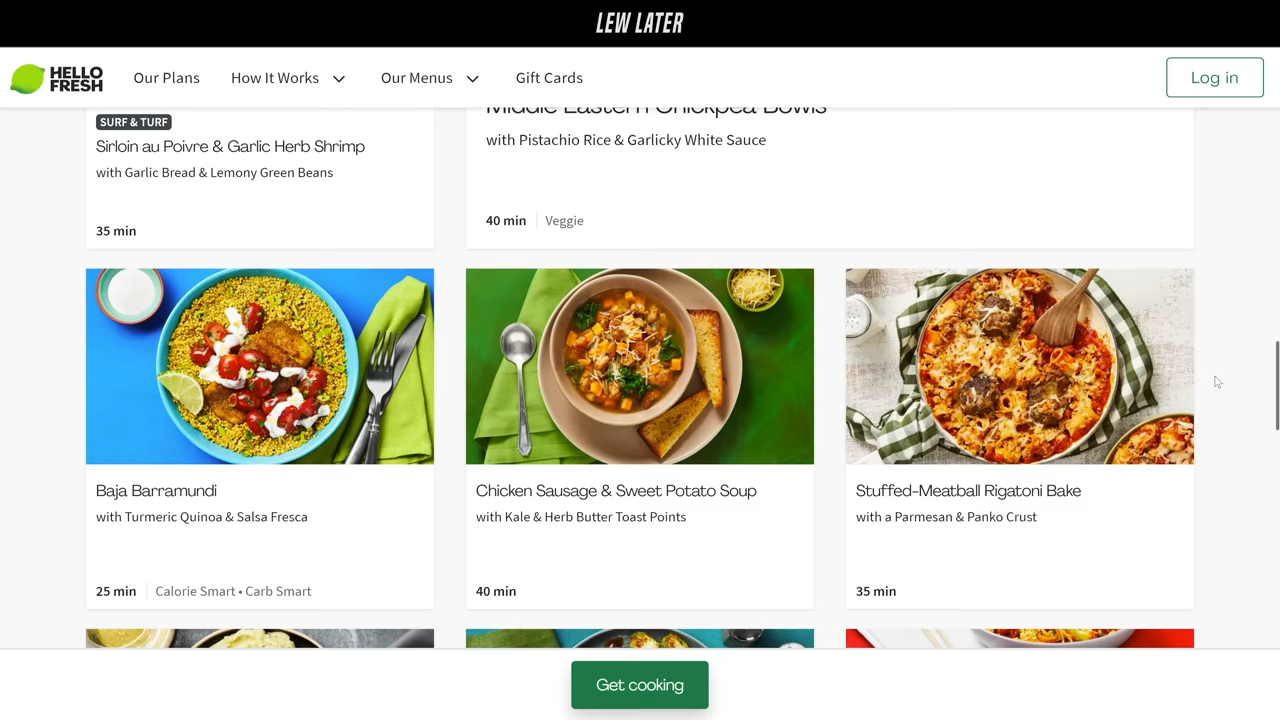 LEW LATER
HELLO
FRESH
Our Plans
How It Works
Our Menus
Gift Cards
Log in
SURF & TURF
Sirloin au Poivre & Garlic Herb Shrimp
with Garlic Bread & Lemony Green Beans
35 min
Middle Eastern Chickpea Bowls
with Pistachio Rice & Garlicky White Sauce
40 min
Veggie
Baja Barramundi
with Turmeric Quinoa & Salsa Fresca
25 min
Calorie Smart • Carb Smart
Chicken Sausage & Sweet Potato Soup
with Kale & Herb Butter Toast Points
40 min
Stuffed-Meatball Rigatoni Bake
with a Parmesan & Panko Crust
35 min
Get cooking